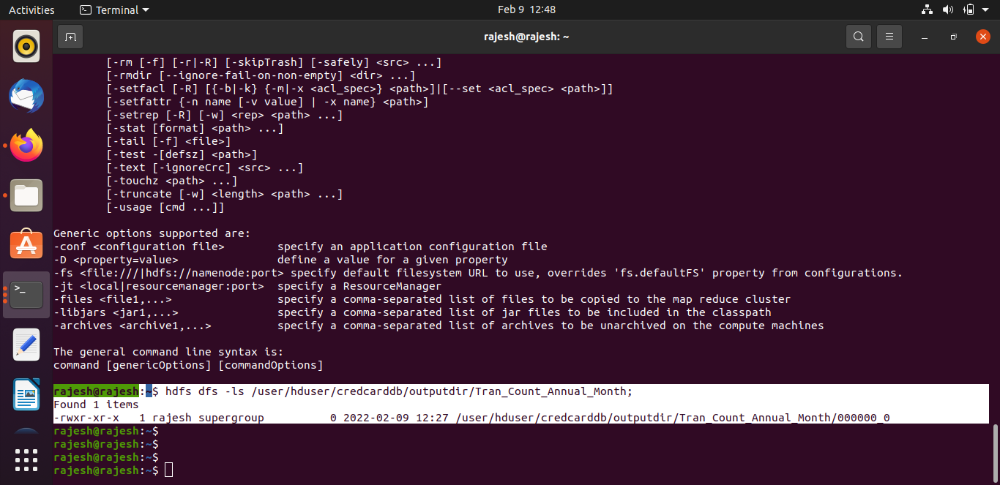 Activities
Terminal
Feb 9 12:48
rajesh@rajesh: ~
[-rm [-f] [-r|-R] [-skipTrash] [-safely] <src> ...]
[-rmdir [--ignore-fail-on-non-empty] <dir> ...]
[-setfacl [-R] [{-b|-k} {-m|-x <acl_spec>} <path>]|[--set <acl_spec> <path>]]
[-setfattr {-n name [-v value] | -x name} <path>]
[-setrep [-R] [-w] <rep> <path> ...]
[-stat [format] <path> ...]
[-tail [-f] <file>]
[-test -[defsz] <path>]
[-text [-ignoreCrc] <src> ...]
[-touchz <path> ...]
[-truncate [-w] <length> <path> ...]
[-usage [cmd ...]]
Generic options supported are:
-conf <configuration file>        specify an application configuration file
-D <property=value>               define a value for a given property
-fs <file:///|hdfs://namenode:port> specify default filesystem URL to use, overrides 'fs.defaultFS' property from configurations.
-jt <local|resourcemanager:port>  specify a ResourceManager
-files <file1,...>                specify a comma-separated list of files to be copied to the map reduce cluster
-libjars <jar1,...>               specify a comma-separated list of jar files to be included in the classpath
-archives <archive1,...>          specify a comma-separated list of archives to be unarchived on the compute machines
The general command line syntax is:
command [genericOptions] [commandOptions]
rajesh@rajesh:~$ hdfs dfs -ls /user/hduser/credcarddb/outputdir/Tran_Count_Annual_Month;
Found 1 items
-rwxr-xr-x   1 rajesh supergroup          0 2022-02-09 12:27 /user/hduser/credcarddb/outputdir/Tran_Count_Annual_Month/000000_0
rajesh@rajesh:~$
rajesh@rajesh:~$
rajesh@rajesh:~$
rajesh@rajesh:~$